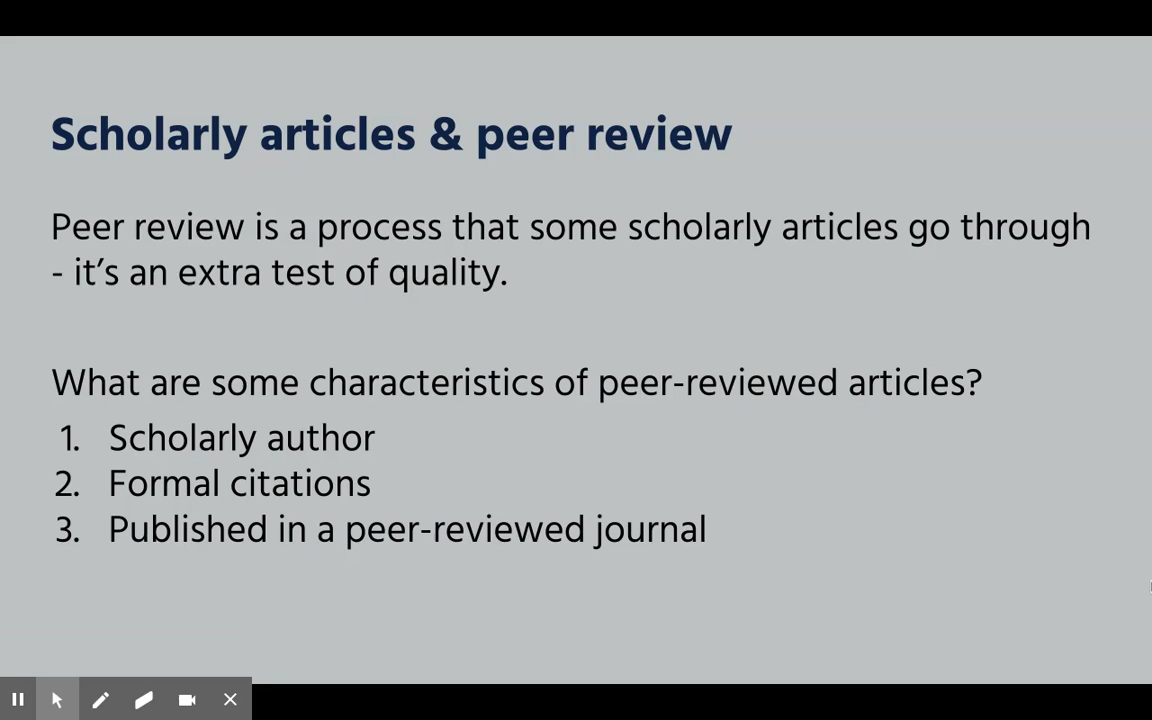 Scholarly articles & peer review
Peer review is a process that some scholarly articles go through
- it’s an extra test of quality.
What are some characteristics of peer-reviewed articles?
1. Scholarly author
2. Formal citations
3. Published in a peer-reviewed journal